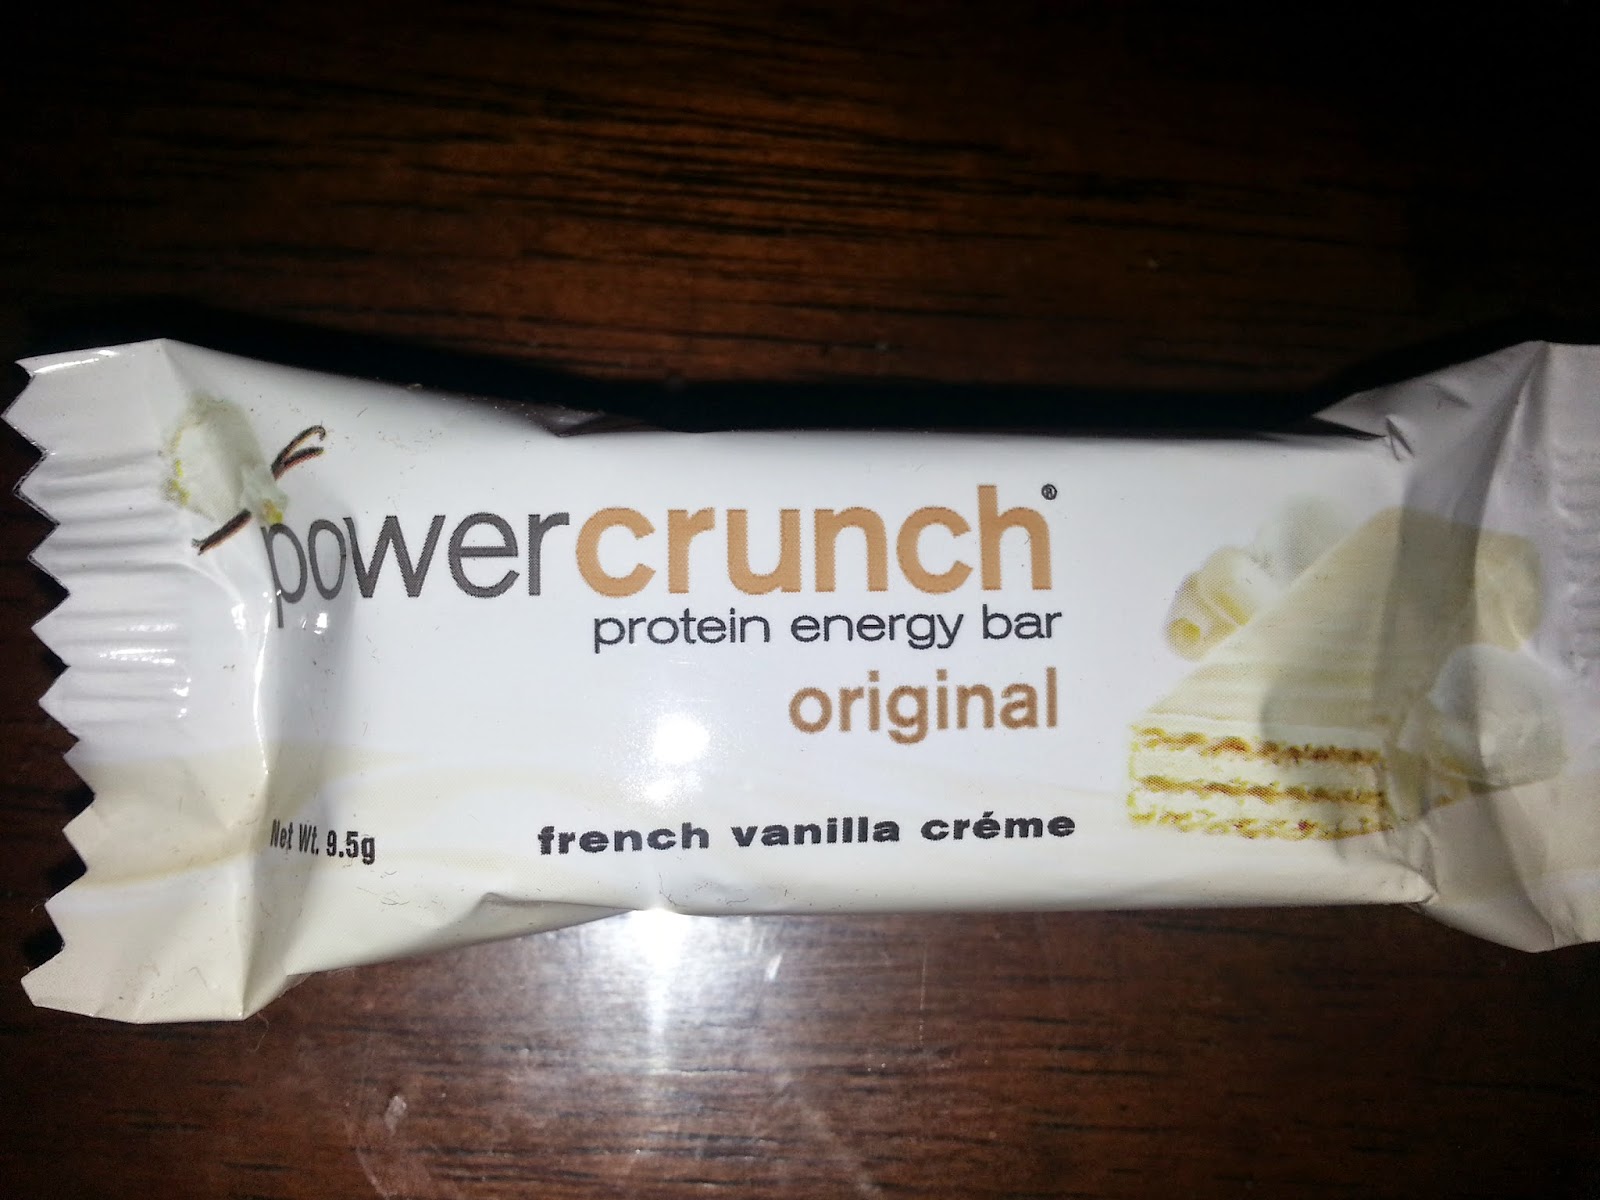 powercrunch®
protein energy bar
original
french vanilla créme
Net Wt. 9.5g